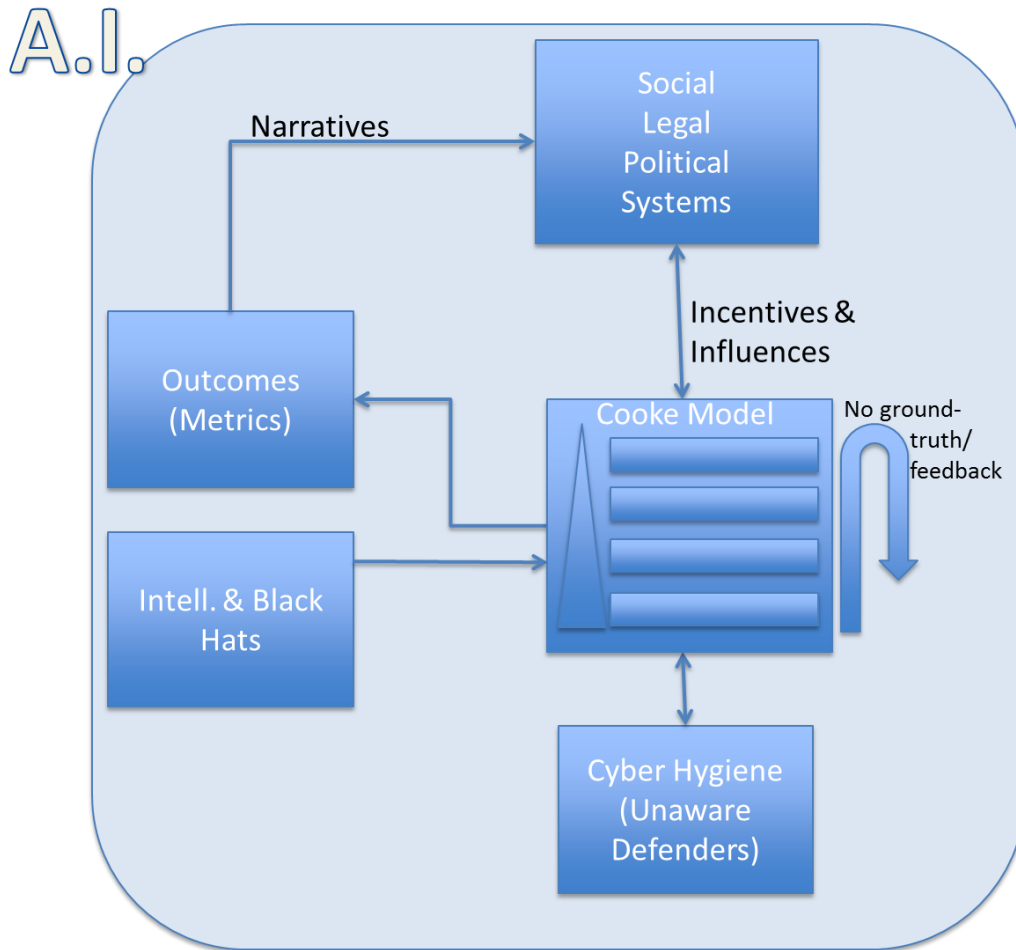 A.I.
Social
Legal
Political
Systems
Narratives
Incentives &
Influences
Outcomes
(Metrics)
Cooke Model
No ground-
truth/
feedback
Intell. & Black
Hats
Cyber Hygiene
(Unaware
Defenders)